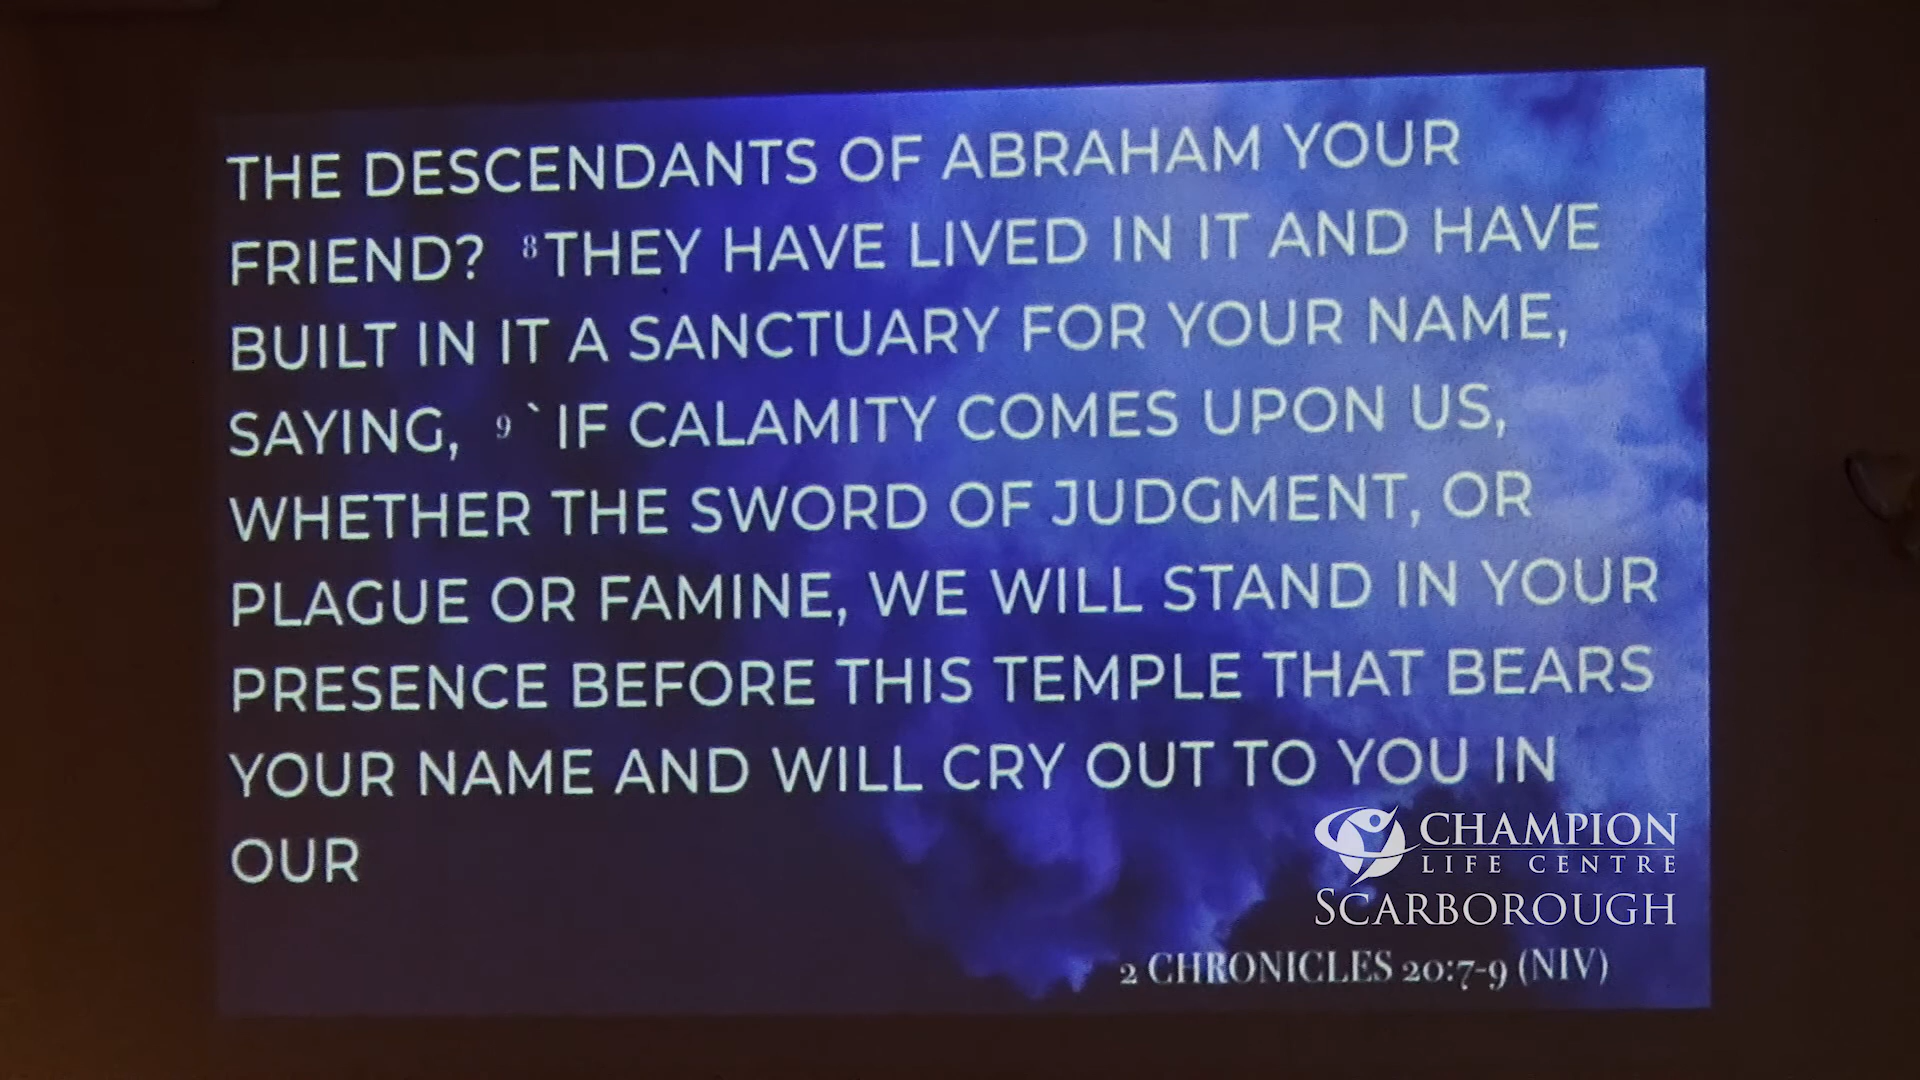 THE DESCENDANTS OF ABRAHAM YOUR
FRIEND? 8 THEY HAVE LIVED IN IT AND HAVE
BUILT IN IT A SANCTUARY FOR YOUR NAME,
SAYING, 9 `IF CALAMITY COMES UPON US,
WHETHER THE SWORD OF JUDGMENT, OR
PLAGUE OR FAMINE, WE WILL STAND IN YOUR
PRESENCE BEFORE THIS TEMPLE THAT BEARS
YOUR NAME AND WILL CRY OUT TO YOU IN
OUR
CHAMPION
LIFE CENTRE
SCARBOROUGH
2 CHRONICLES 20:7-9 (NIV)